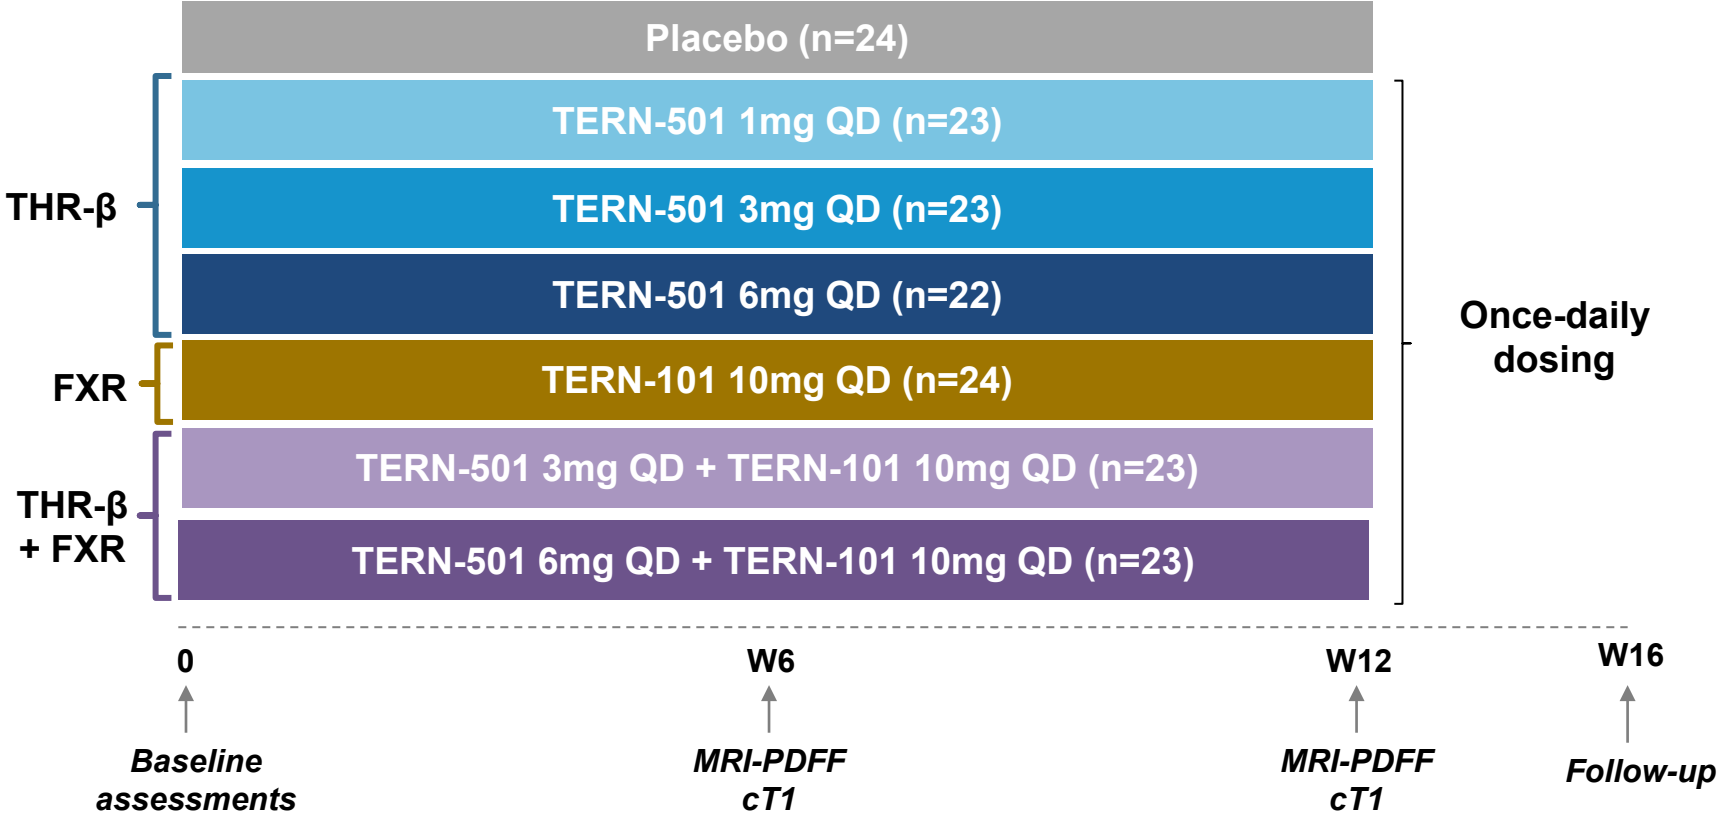 Placebo (n=24)
TERN-501 1mg QD (n=23)
THR-β
TERN-501 3mg QD (n=23)
TERN-501 6mg QD (n=22)
Once-daily
dosing
FXR
TERN-101 10mg QD (n=24)
THR-β
+ FXR
TERN-501 3mg QD + TERN-101 10mg QD (n=23)
TERN-501 6mg QD + TERN-101 10mg QD (n=23)
0
W6
W12
W16
Baseline
assessments
MRI-PDFF
cT1
MRI-PDFF
cT1
Follow-up